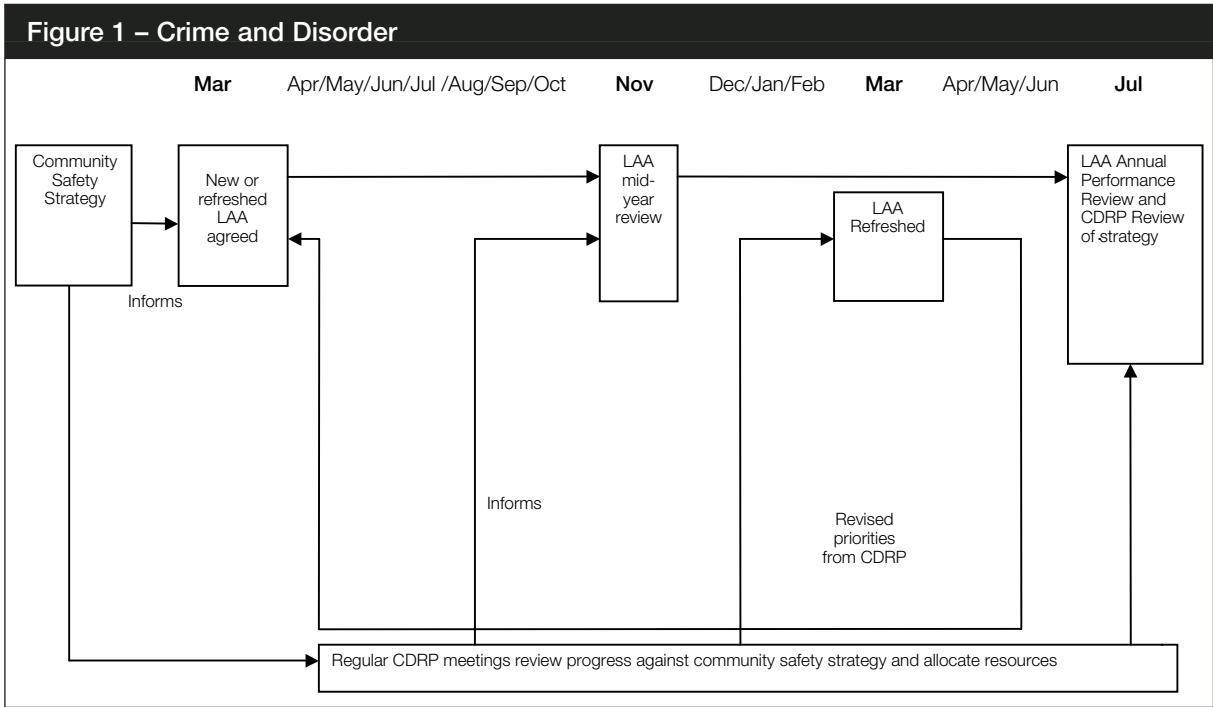 Figure 1 – Crime and Disorder
Mar Apr/May/Jun/Jul /Aug/Sep/Oct Nov Dec/Jan/Feb Mar Apr/May/Jun Jul
Community
Safety
Strategy
New or
refreshed
LAA
agreed
LAA
mid-
year
review
LAA
Refreshed
LAA Annual
Performance
Review and
CDRP Review
of strategy
Informs
Informs
Revised
priorities
from CDRP
Regular CDRP meetings review progress against community safety strategy and allocate resources